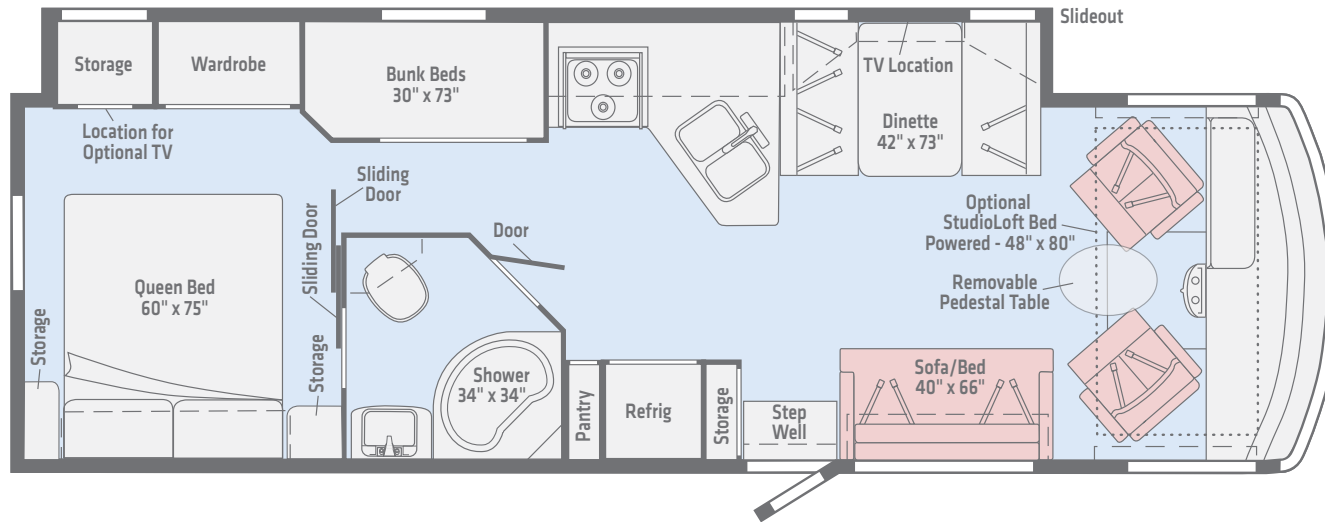 Slideout
Storage
Wardrobe
Bunk Beds
30" x 73"
TV Location
Dinette
42" x 73"
Location for
Optional TV
Sliding
Door
Sliding Door
Door
Optional
StudioLoft Bed
Powered - 48" x 80"
Removable
Pedestal Table
Queen Bed
60" x 75"
Storage
Storage
Shower
34" x 34"
Pantry
Refrig
Storage
Step
Well
Sofa/Bed
40" x 66"